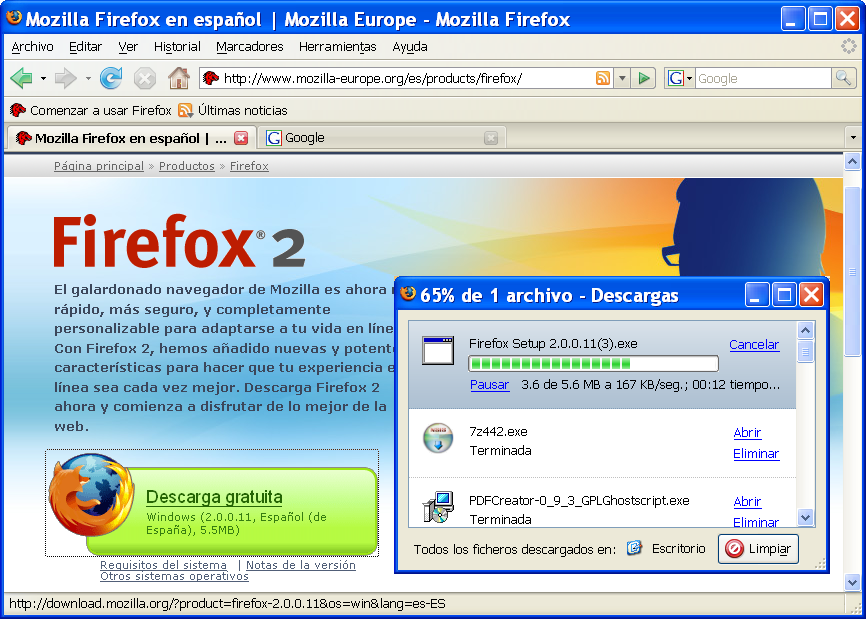 Mozilla Firefox en español | Mozilla Europe - Mozilla Firefox
Archivo Editar Ver Historial Marcadores Herramientas Ayuda
http://www.mozilla-europe.org/es/products/firefox/
G Google
Comenzar a usar Firefox Últimas noticias
Mozilla Firefox en español | ... G Google
Página principal » Productos » Firefox
Firefox® 2
El galardonado navegador de Mozilla es ahora
rápido, más seguro, y completamente
personalizable para adaptarse a tu vida en líne
Con Firefox 2, hemos añadido nuevas y potent
características para hacer que tu experiencia e
línea sea cada vez mejor. Descarga Firefox 2
ahora y comienza a disfrutar de lo mejor de la
web.
Descarga gratuita
Windows (2.0.0.11, Español (de
España), 5.5MB)
Requisitos del sistema | Notas de la versión
Otros sistemas operativos
65% de 1 archivo - Descargas
Firefox Setup 2.0.0.11(3).exe Cancelar
Pausar 3.6 de 5.6 MB a 167 KB/seg.; 00:12 tiempo...
7z442.exe Abrir
Terminada Eliminar
PDFCreator-0_9_3_GPLGhostscript.exe Abrir
Terminada Eliminar
Todos los ficheros descargados en: Escritorio Limpiar
http://download.mozilla.org/?product=firefox-2.0.0.11&os=win&lang=es-ES